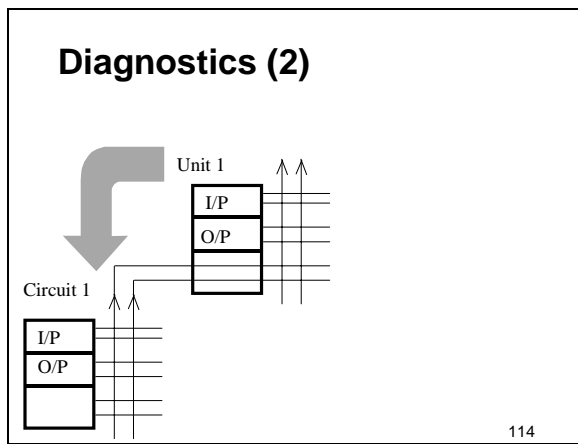 Diagnostics (2)
Unit 1
I/P
O/P
Circuit 1
I/P
O/P
114